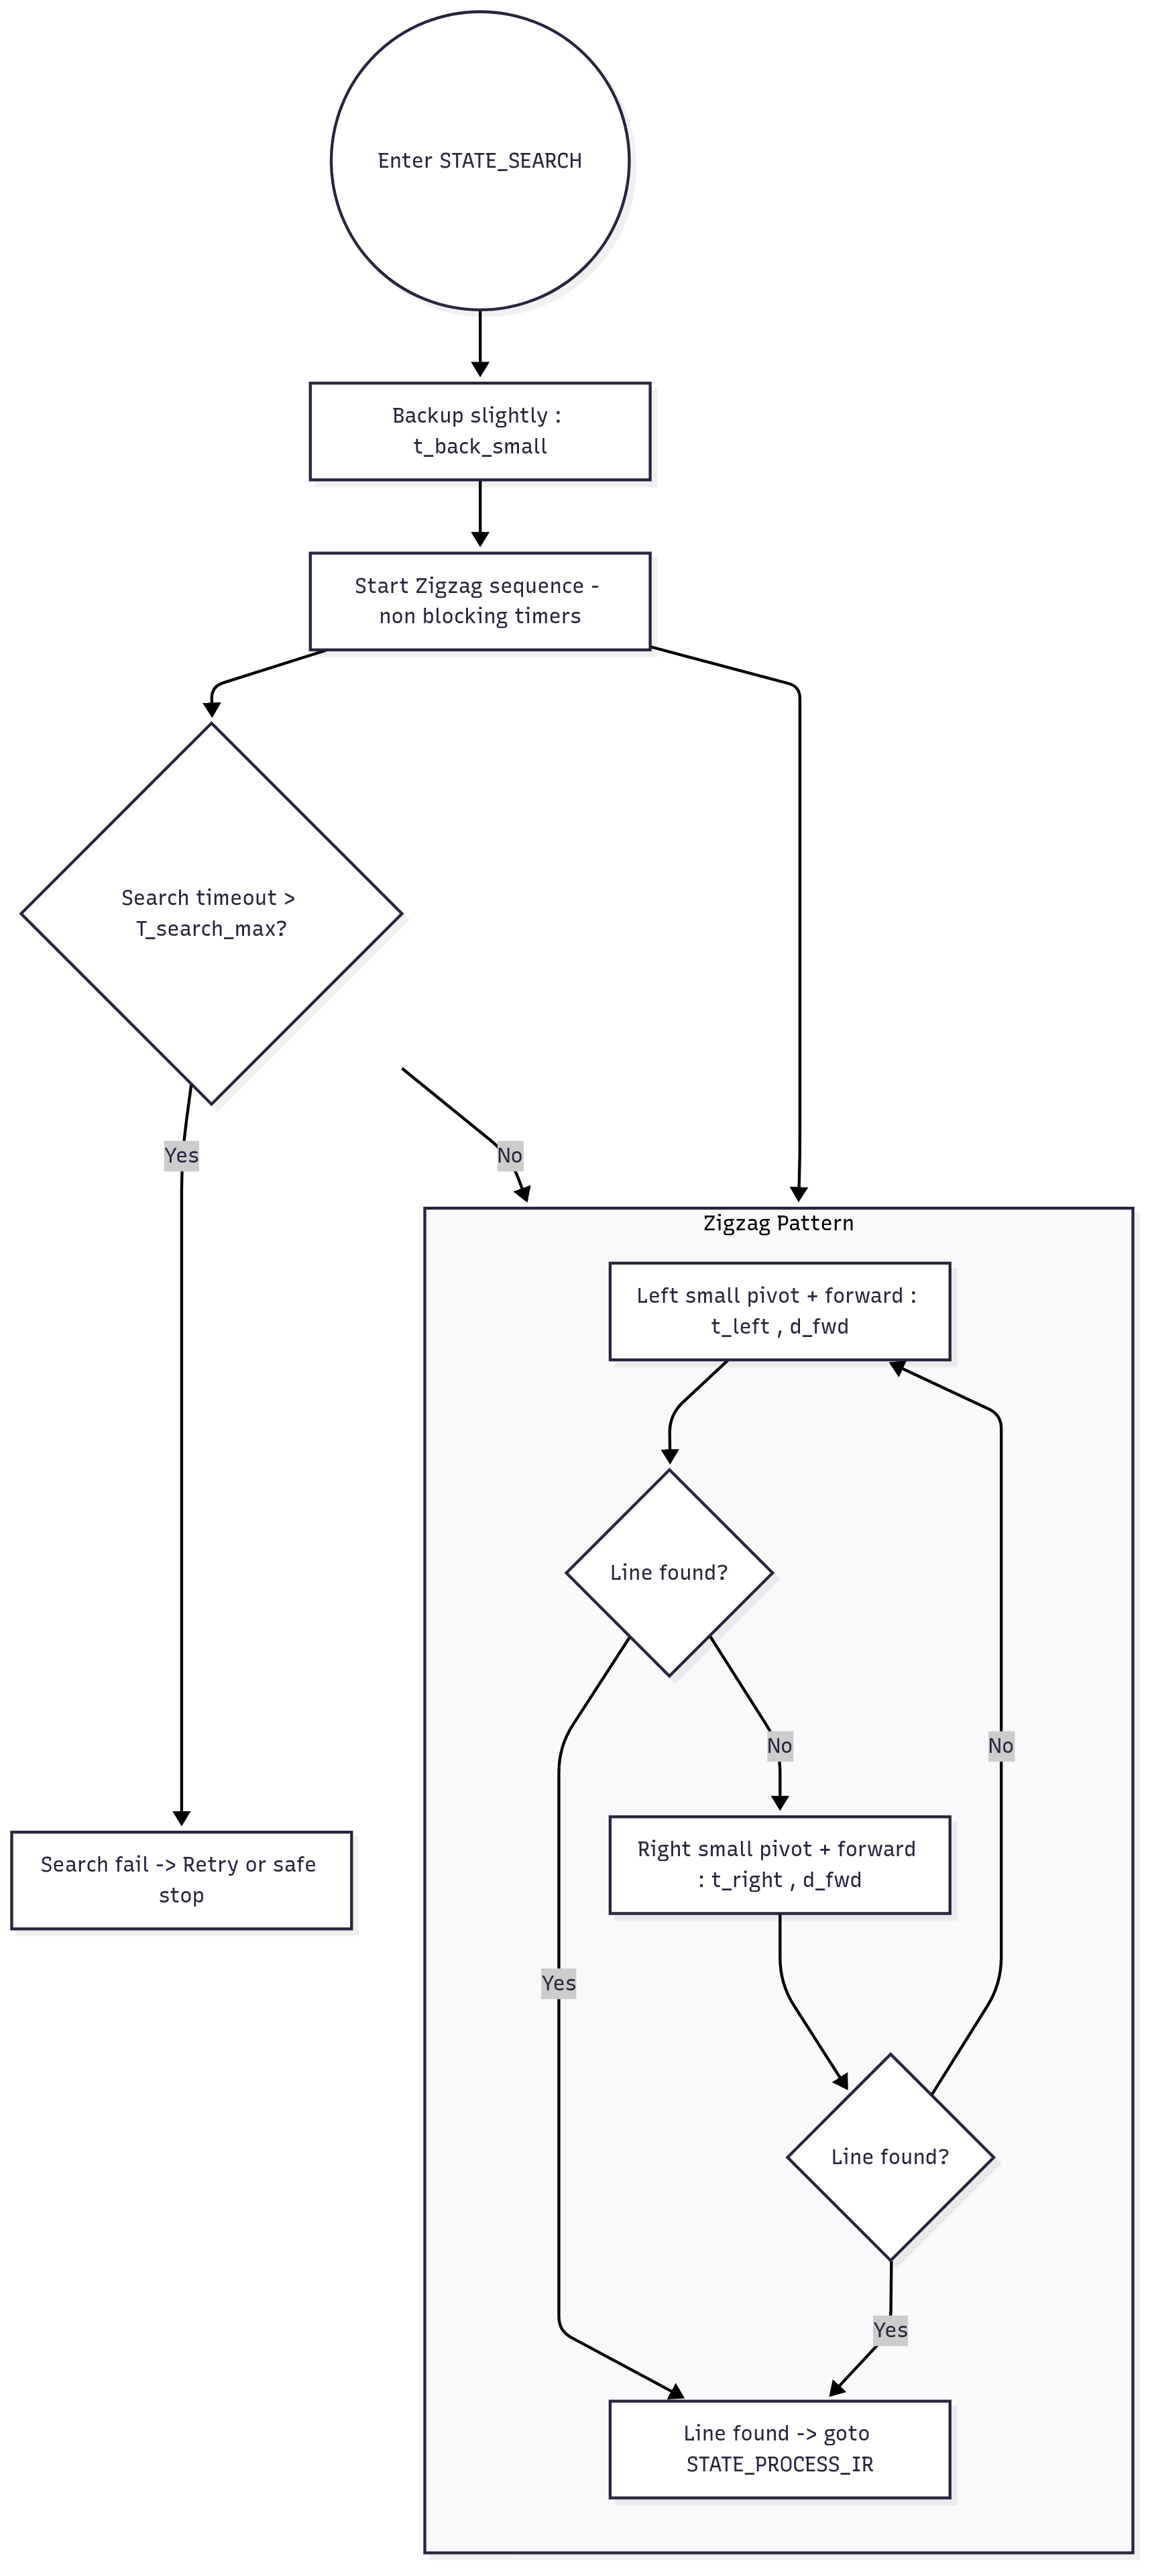 Enter STATE_SEARCH
Backup slightly :
t_back_small
Start Zigzag sequence -
non blocking timers
Search timeout >
T_search_max?
Yes
No
Zigzag Pattern
Left small pivot + forward :
t_left , d_fwd
Line found?
No
No
Right small pivot + forward
: t_right , d_fwd
Search fail -> Retry or safe
stop
Yes
Line found?
Yes
Line found -> goto
STATE_PROCESS_IR